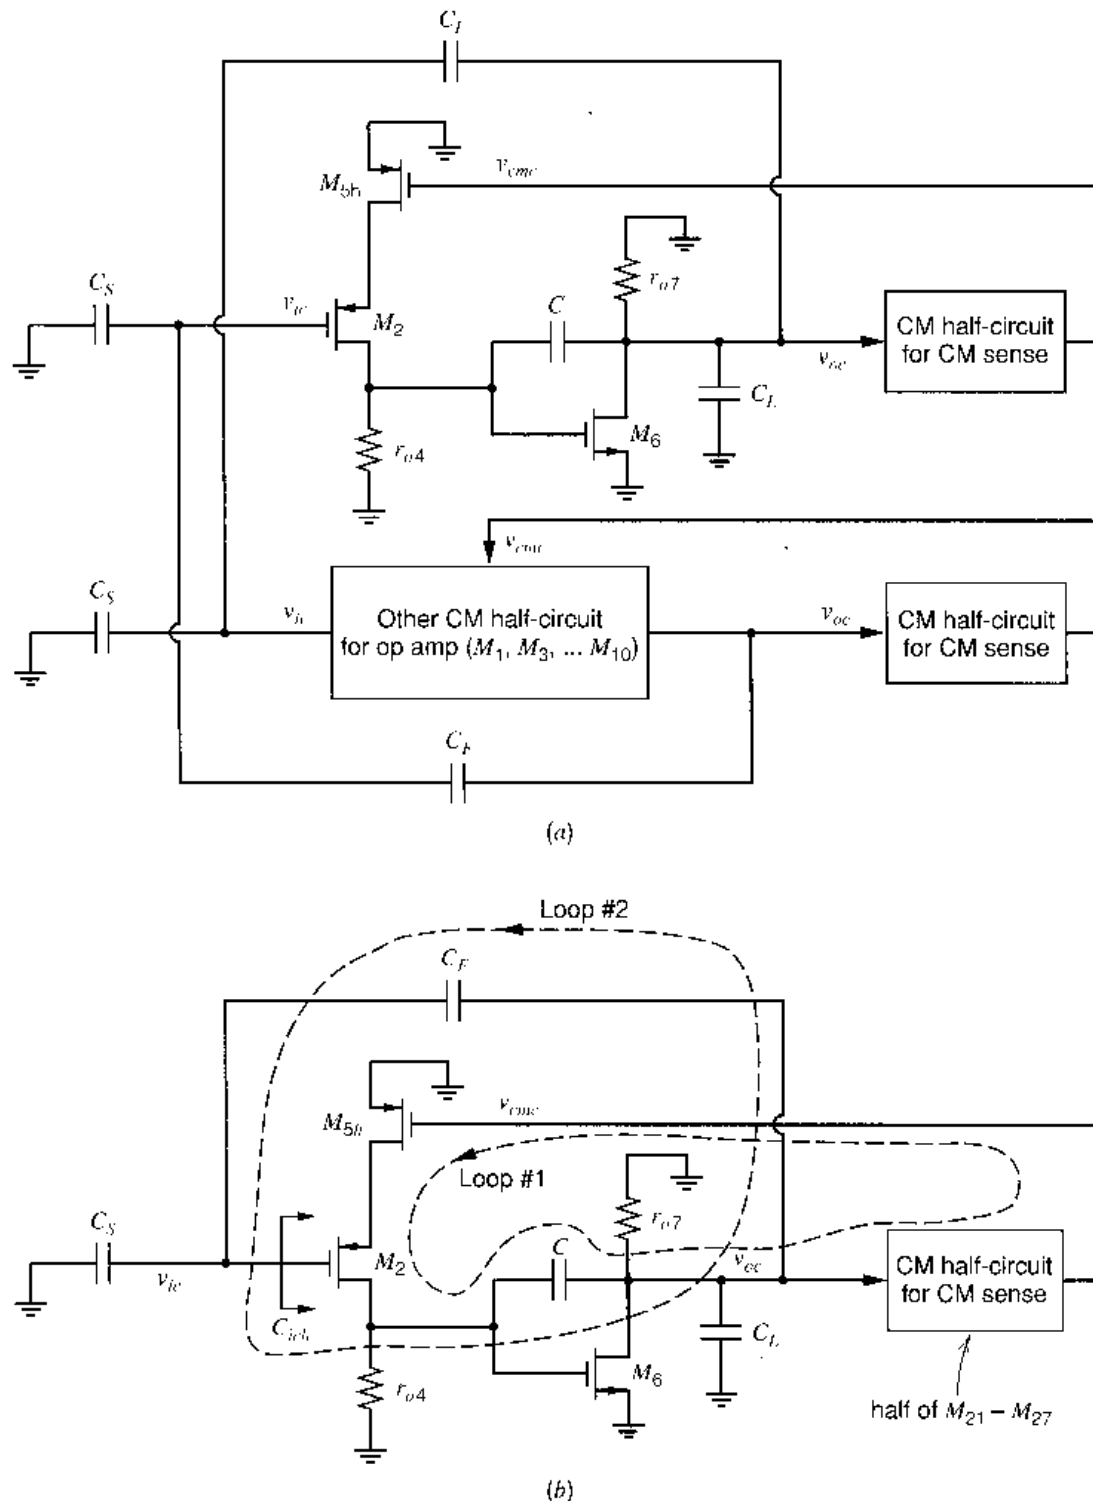 C_I
v_cmc
M_5h
r_o7
C_S
v_ic
M_2
C
CM half-circuit
for CM sense
v_oc
C_L
M_6
r_o4
v_cmc
C_S
Other CM half-circuit
for op amp (M_1, M_3, ... M_10)
v_oc
CM half-circuit
for CM sense
(a)
Loop #2
C_F
v_cmc
M_5h
Loop #1
r_o7
C_S
M_2
C
v_oc
CM half-circuit
for CM sense
v_ic
C_ich
C_L
M_6
r_o4
half of M_21 – M_27
(b)